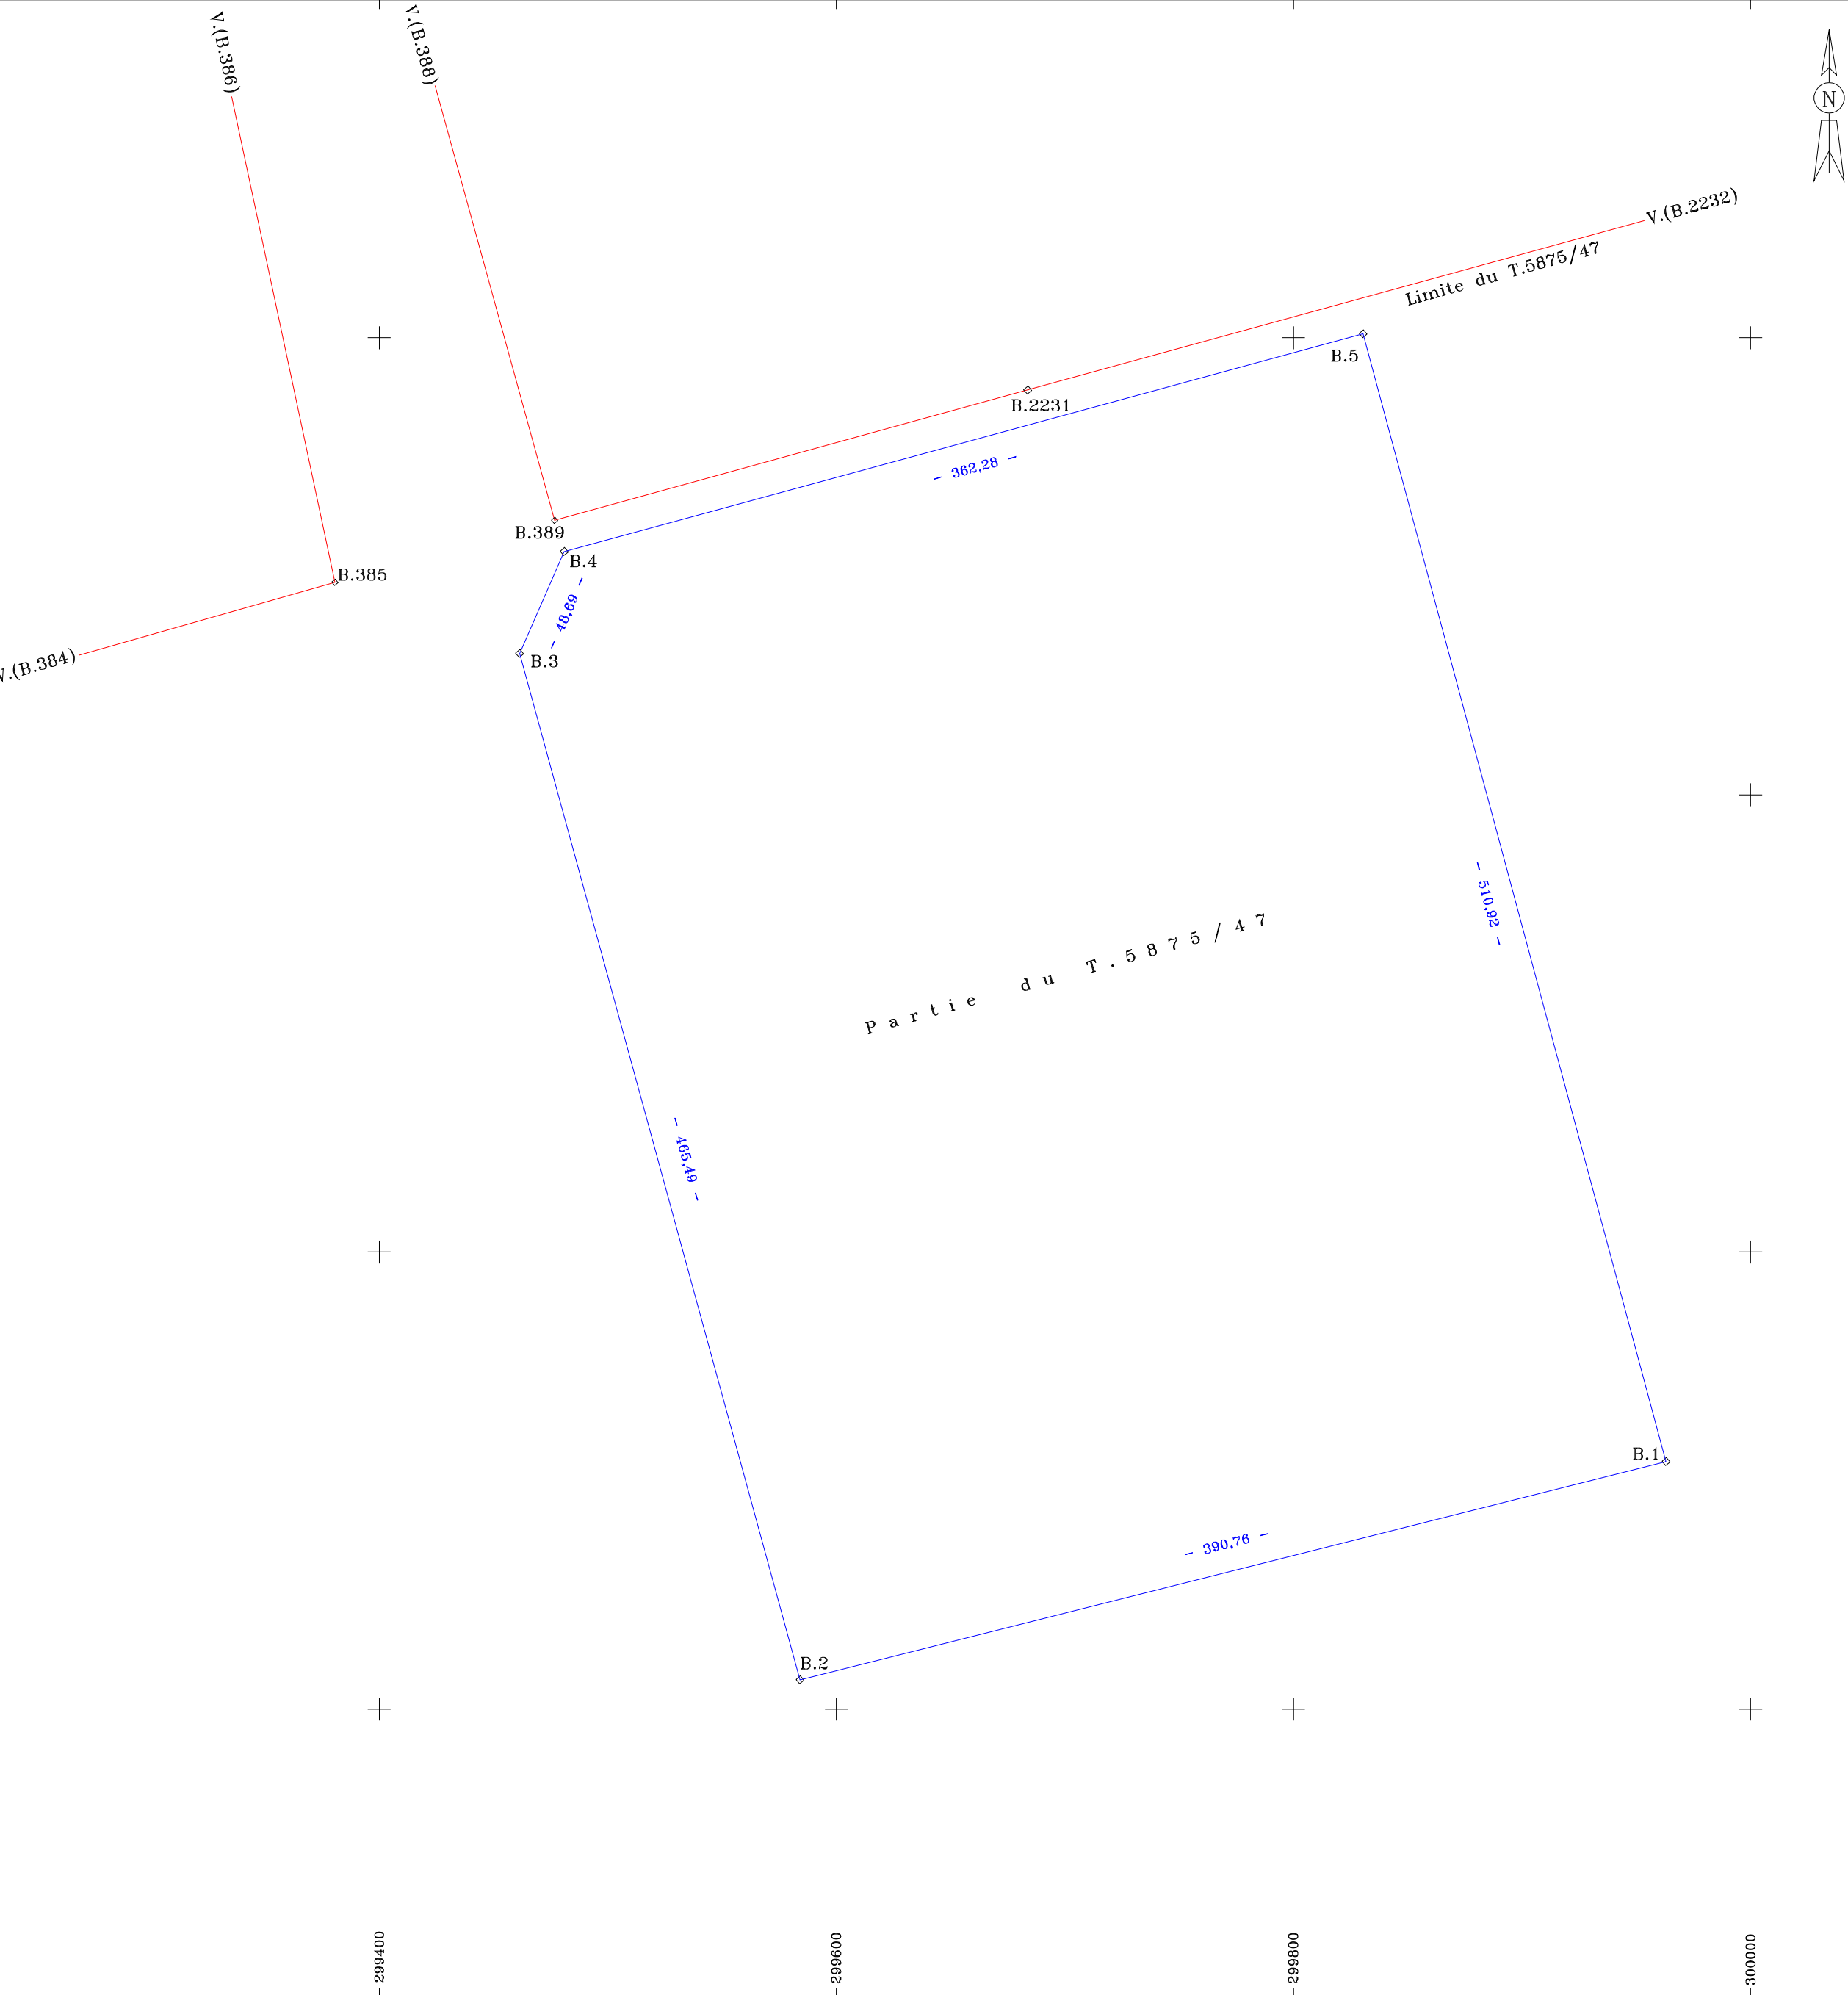 V.(B.386)
V.(B.388)
N
V.(B.2232)
Limite du T.5875/47
B.5
B.2231
- 362,28 -
B.389
B.4
B.385
- 48,69 -
V.(B.384)
B.3
- 510,92 -
Partie du T.5875/47
- 465,49 -
B.1
- 390,76 -
B.2
299400
299600
299800
300000